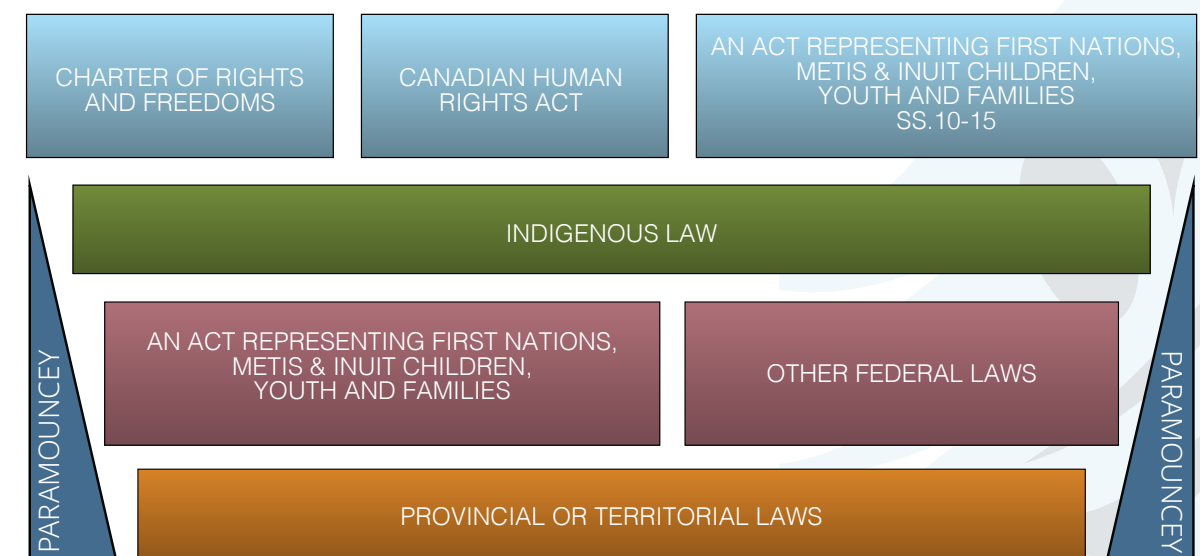 CHARTER OF RIGHTS
AND FREEDOMS
CANADIAN HUMAN
RIGHTS ACT
AN ACT REPRESENTING FIRST NATIONS,
METIS & INUIT CHILDREN,
YOUTH AND FAMILIES
SS.10-15
INDIGENOUS LAW
AN ACT REPRESENTING FIRST NATIONS,
METIS & INUIT CHILDREN,
YOUTH AND FAMILIES
OTHER FEDERAL LAWS
PARAMOUNCEY
PARAMOUNCEY
PROVINCIAL OR TERRITORIAL LAWS